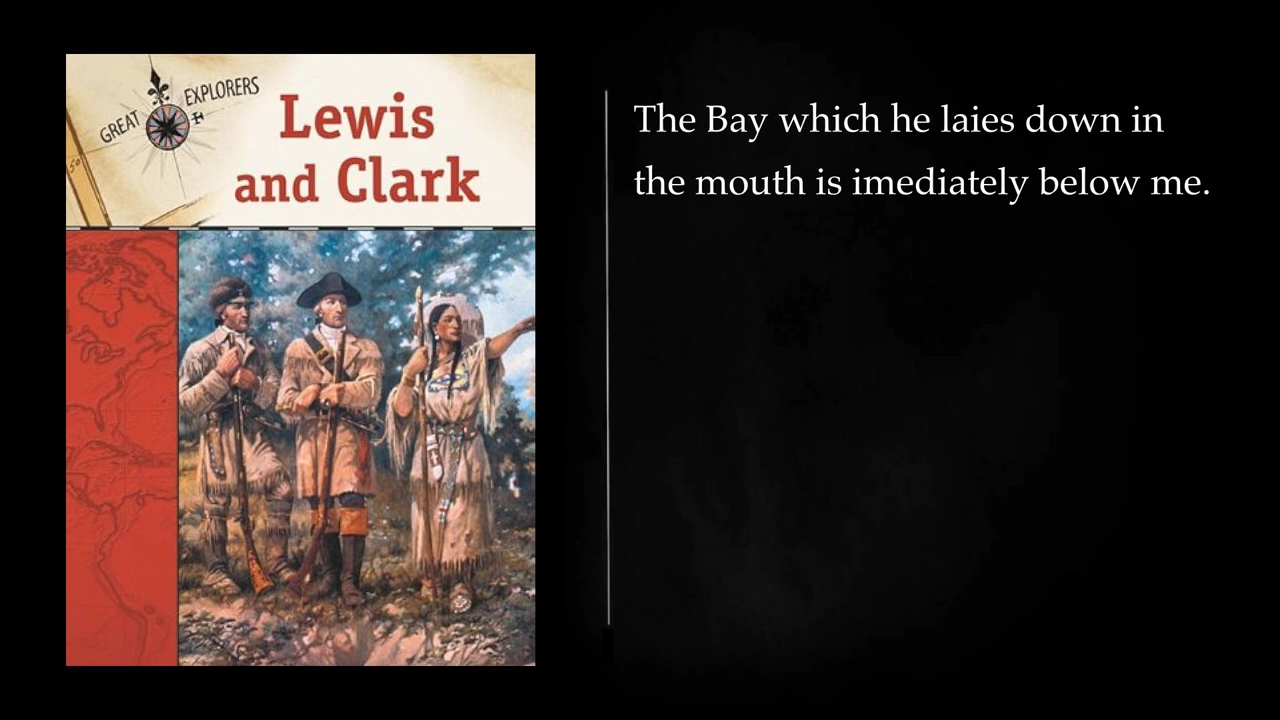 GREAT EXPLORERS
Lewis
and Clark
The Bay which he laies down in
the mouth is imediately below me.